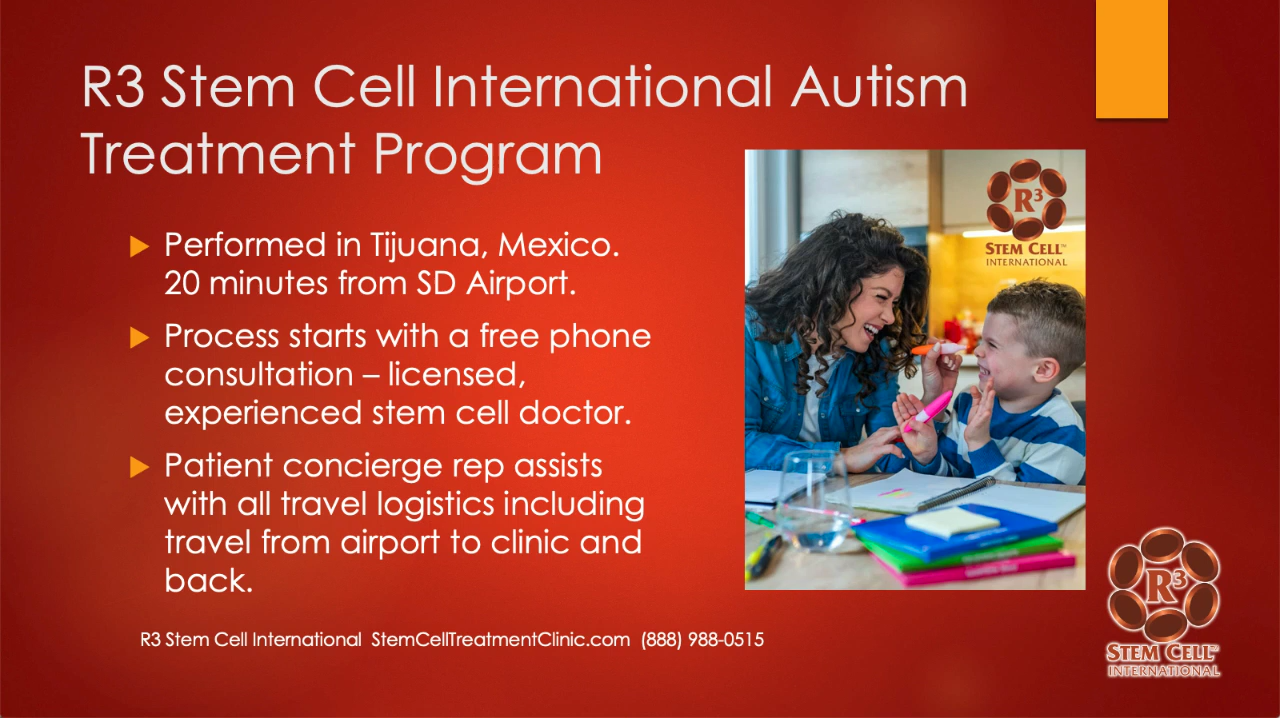 R3 Stem Cell International Autism
Treatment Program
Performed in Tijuana, Mexico.
20 minutes from SD Airport.
Process starts with a free phone
consultation – licensed,
experienced stem cell doctor.
Patient concierge rep assists
with all travel logistics including
travel from airport to clinic and
back.
R3 Stem Cell International StemCellTreatmentClinic.com (888) 988-0515
R3
STEM CELL™
INTERNATIONAL
R3
STEM CELL™
INTERNATIONAL